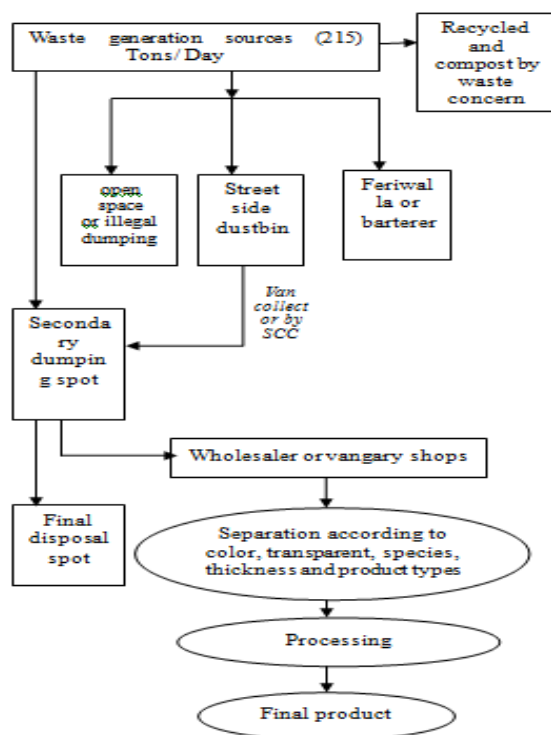 Waste generation sources (215)
Tons/Day
Recycled
and
compost by
waste
concern
open
space
or illegal
dumping
Street
side
dustbin
Feriwal
la or
barterer
Van
collect
or by
SCC
Seconda
ry
dumpin
g spot
Wholesaler or vangary shops
Final
disposal
spot
Separation according to
color, transparent, species,
thickness and product types
Processing
Final product